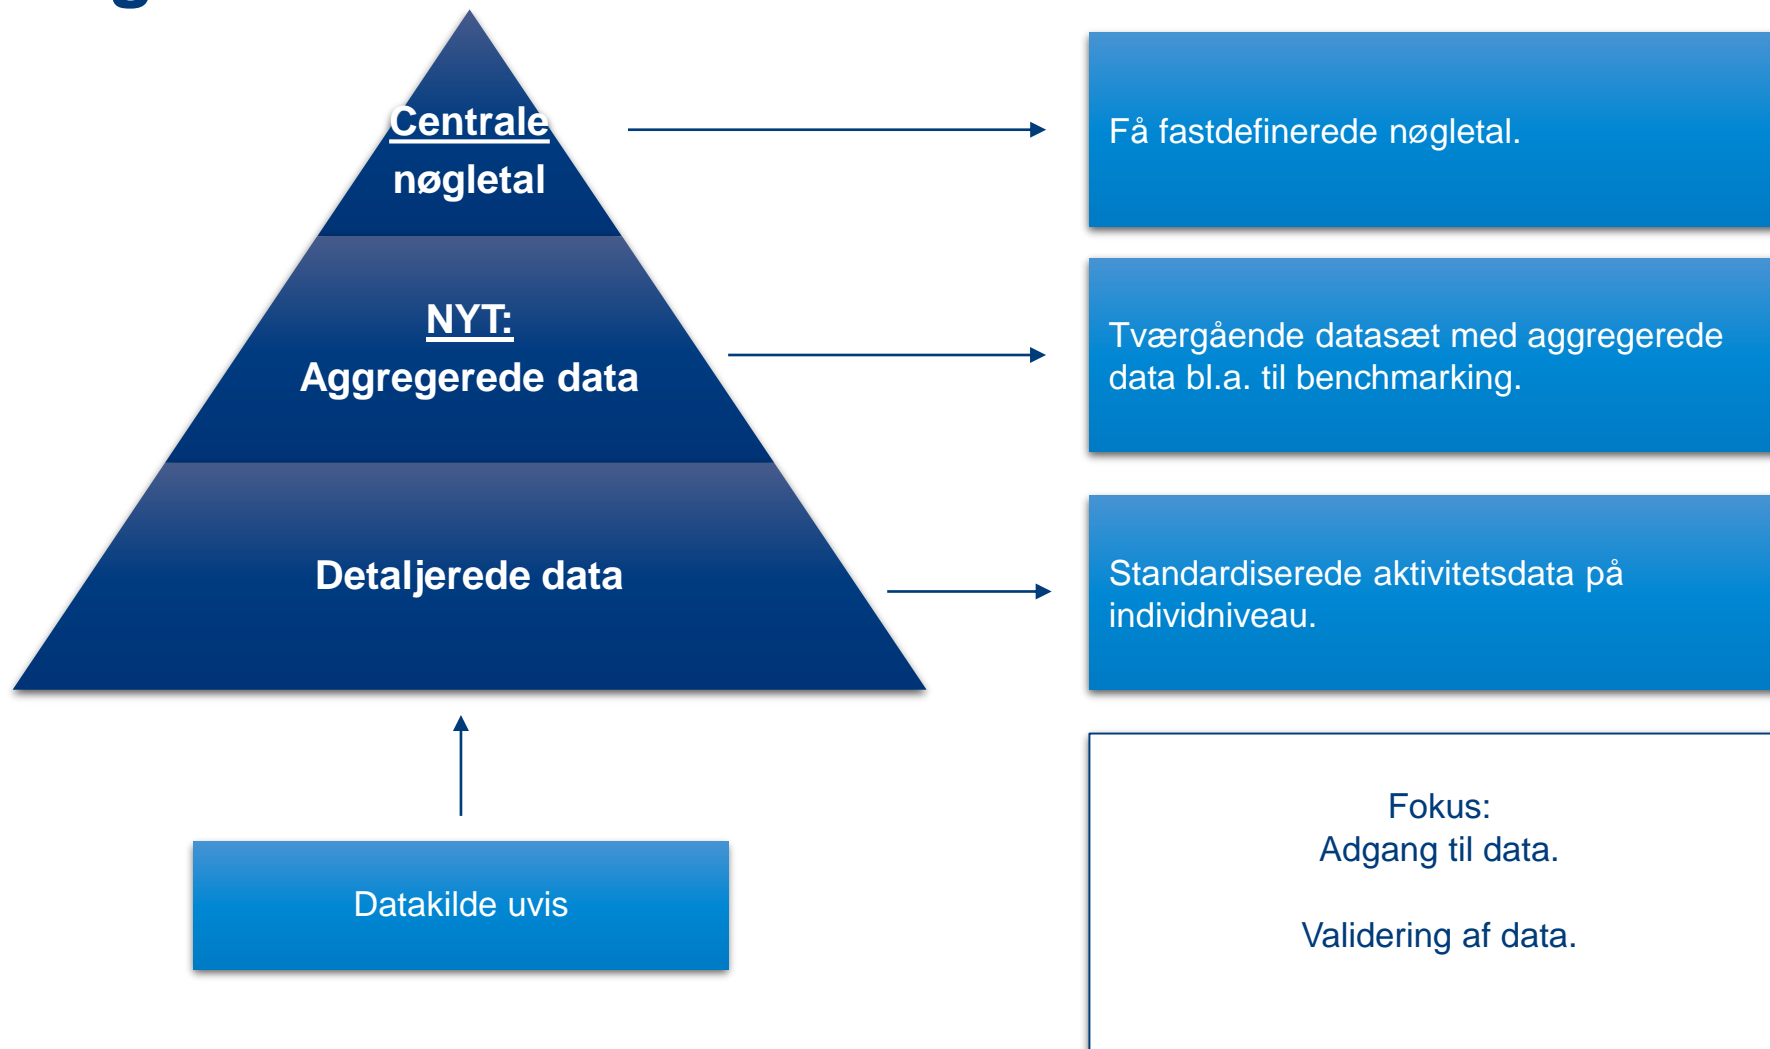 Centrale
nøgletal
Få fastdefinerede nøgletal.
NYT:
Aggregerede data
Tværgående datasæt med aggregerede
data bl.a. til benchmarking.
Detaljerede data
Standardiserede aktivitetsdata på
individniveau.
Datakilde uvis
Fokus:
Adgang til data.
Validering af data.